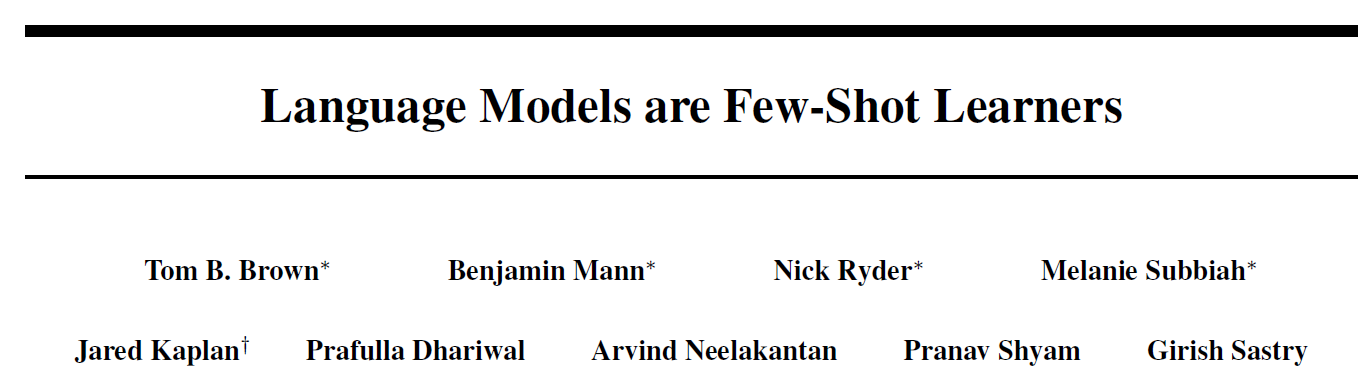 Language Models are Few-Shot Learners
Tom B. Brown* Benjamin Mann* Nick Ryder* Melanie Subbiah*
Jared Kaplan† Prafulla Dhariwal Arvind Neelakantan Pranav Shyam Girish Sastry